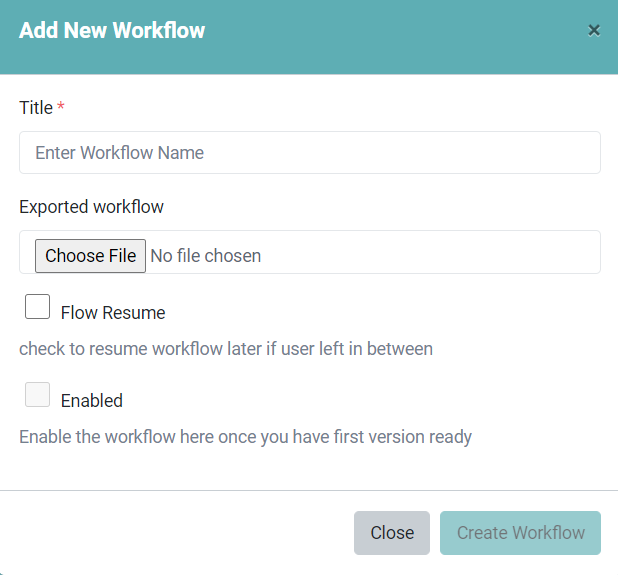 Add New Workflow ×
Title *
Enter Workflow Name
Exported workflow
Choose File No file chosen
Flow Resume
check to resume workflow later if user left in between
Enabled
Enable the workflow here once you have first version ready
Close Create Workflow